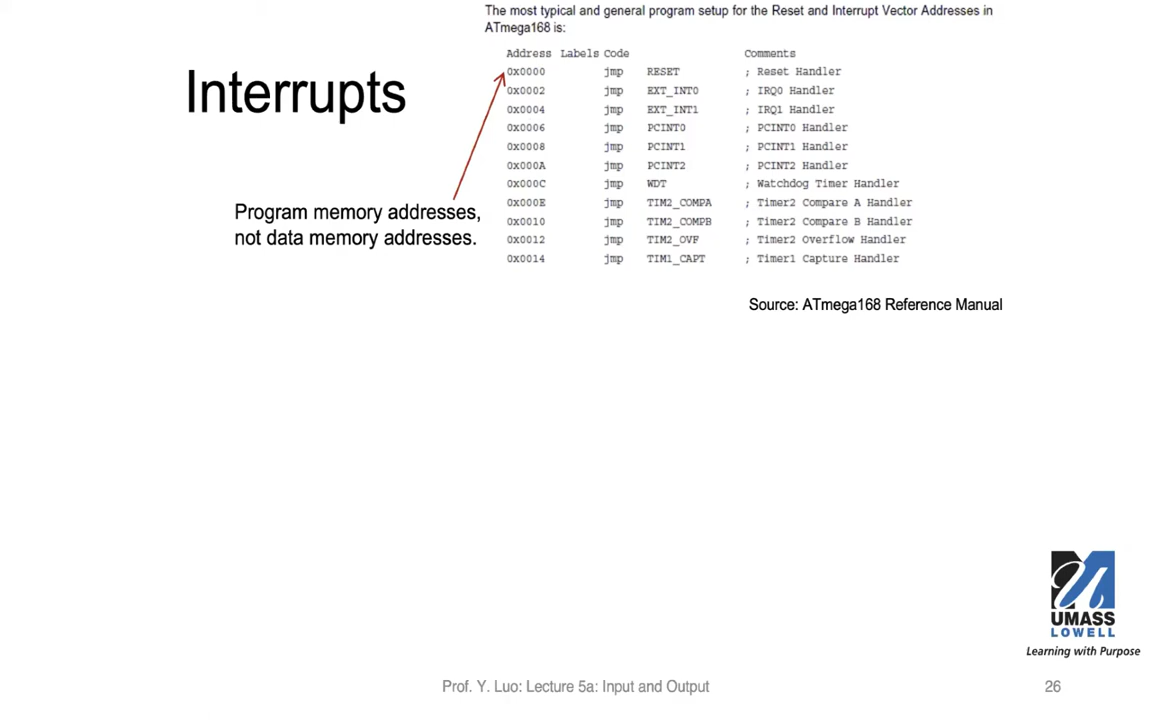 The most typical and general program setup for the Reset and Interrupt Vector Addresses in
ATmega168 is:
Interrupts
Address Labels Code Comments
0x0000 jmp RESET ; Reset Handler
0x0002 jmp EXT_INT0 ; IRQ0 Handler
0x0004 jmp EXT_INT1 ; IRQ1 Handler
0x0006 jmp PCINT0 ; PCINT0 Handler
0x0008 jmp PCINT1 ; PCINT1 Handler
0x000A jmp PCINT2 ; PCINT2 Handler
0x000C jmp WDT ; Watchdog Timer Handler
0x000E jmp TIM2_COMPA ; Timer2 Compare A Handler
0x0010 jmp TIM2_COMPB ; Timer2 Compare B Handler
0x0012 jmp TIM2_OVF ; Timer2 Overflow Handler
0x0014 jmp TIM1_CAPT ; Timer1 Capture Handler
Program memory addresses,
not data memory addresses.
Source: ATmega168 Reference Manual
UMASS
LOWELL
Learning with Purpose
Prof. Y. Luo: Lecture 5a: Input and Output
26